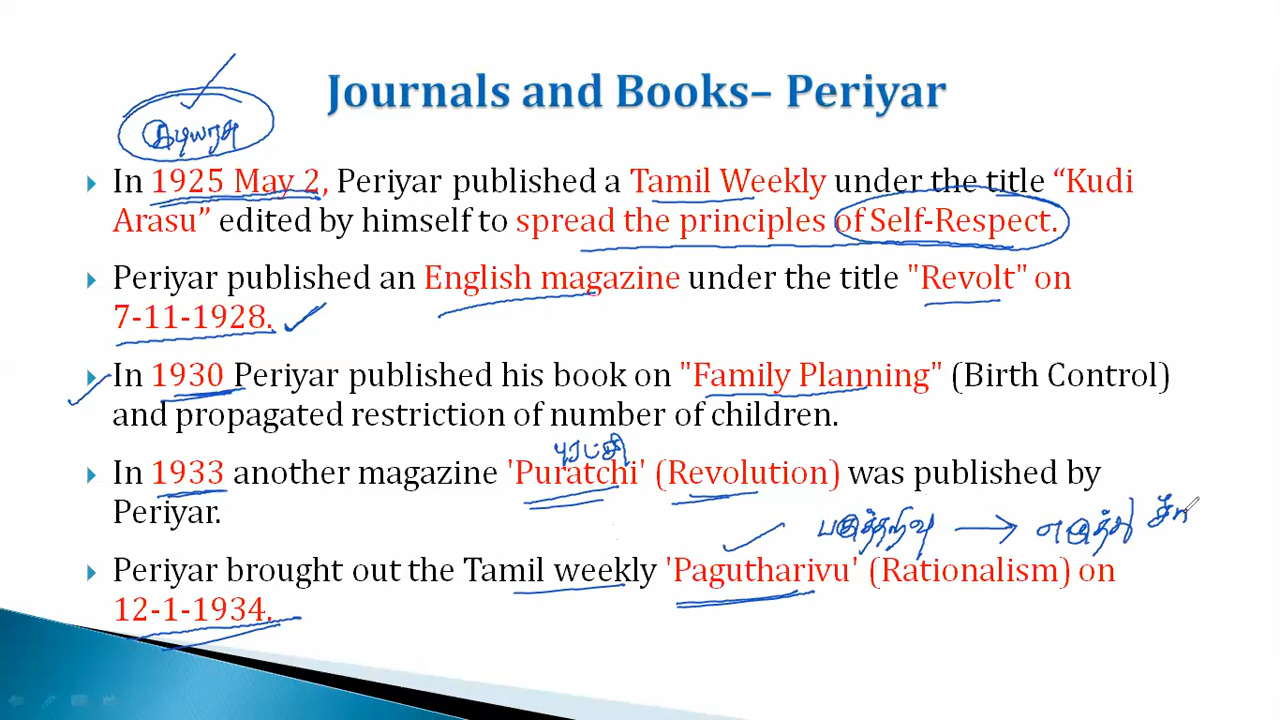 Journals and Books– Periyar
குடியரசு
In 1925 May 2, Periyar published a Tamil Weekly under the title “Kudi
Arasu” edited by himself to spread the principles of Self-Respect.
Periyar published an English magazine under the title "Revolt" on
7-11-1928.
In 1930 Periyar published his book on "Family Planning" (Birth Control)
and propagated restriction of number of children.
புரட்சி
In 1933 another magazine 'Puratchi' (Revolution) was published by
Periyar.
பகுத்தறிவு → எழுத்து சீ
Periyar brought out the Tamil weekly 'Pagutharivu' (Rationalism) on
12-1-1934.